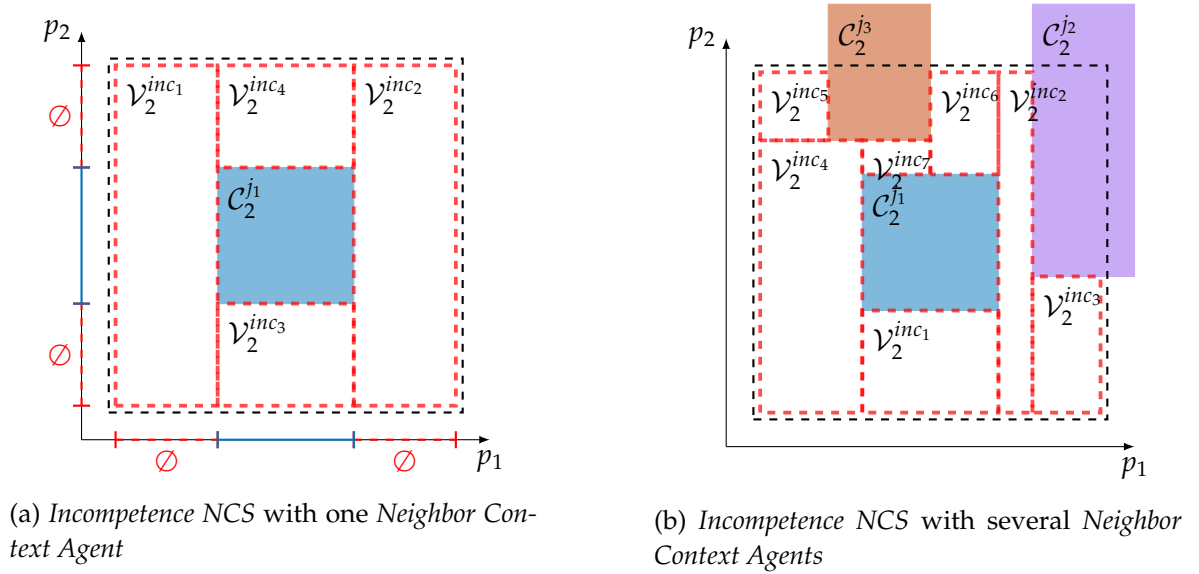 p₂
𝒱₂^{inc₁} 𝒱₂^{inc₄} 𝒱₂^{inc₂}
∅
𝒞₂^{j₁}
𝒱₂^{inc₃}
∅
∅ ∅ p₁
(a) Incompetence NCS with one Neighbor Con-
text Agent
p₂ 𝒞₂^{j₃} 𝒞₂^{j₂}
𝒱₂^{inc₅} 𝒱₂^{inc₆} 𝒱₂^{inc₂}
𝒱₂^{inc₄} 𝒱₂^{inc₇}
𝒞₂^{j₁}
𝒱₂^{inc₃}
𝒱₂^{inc₁}
p₁
(b) Incompetence NCS with several Neighbor
Context Agents